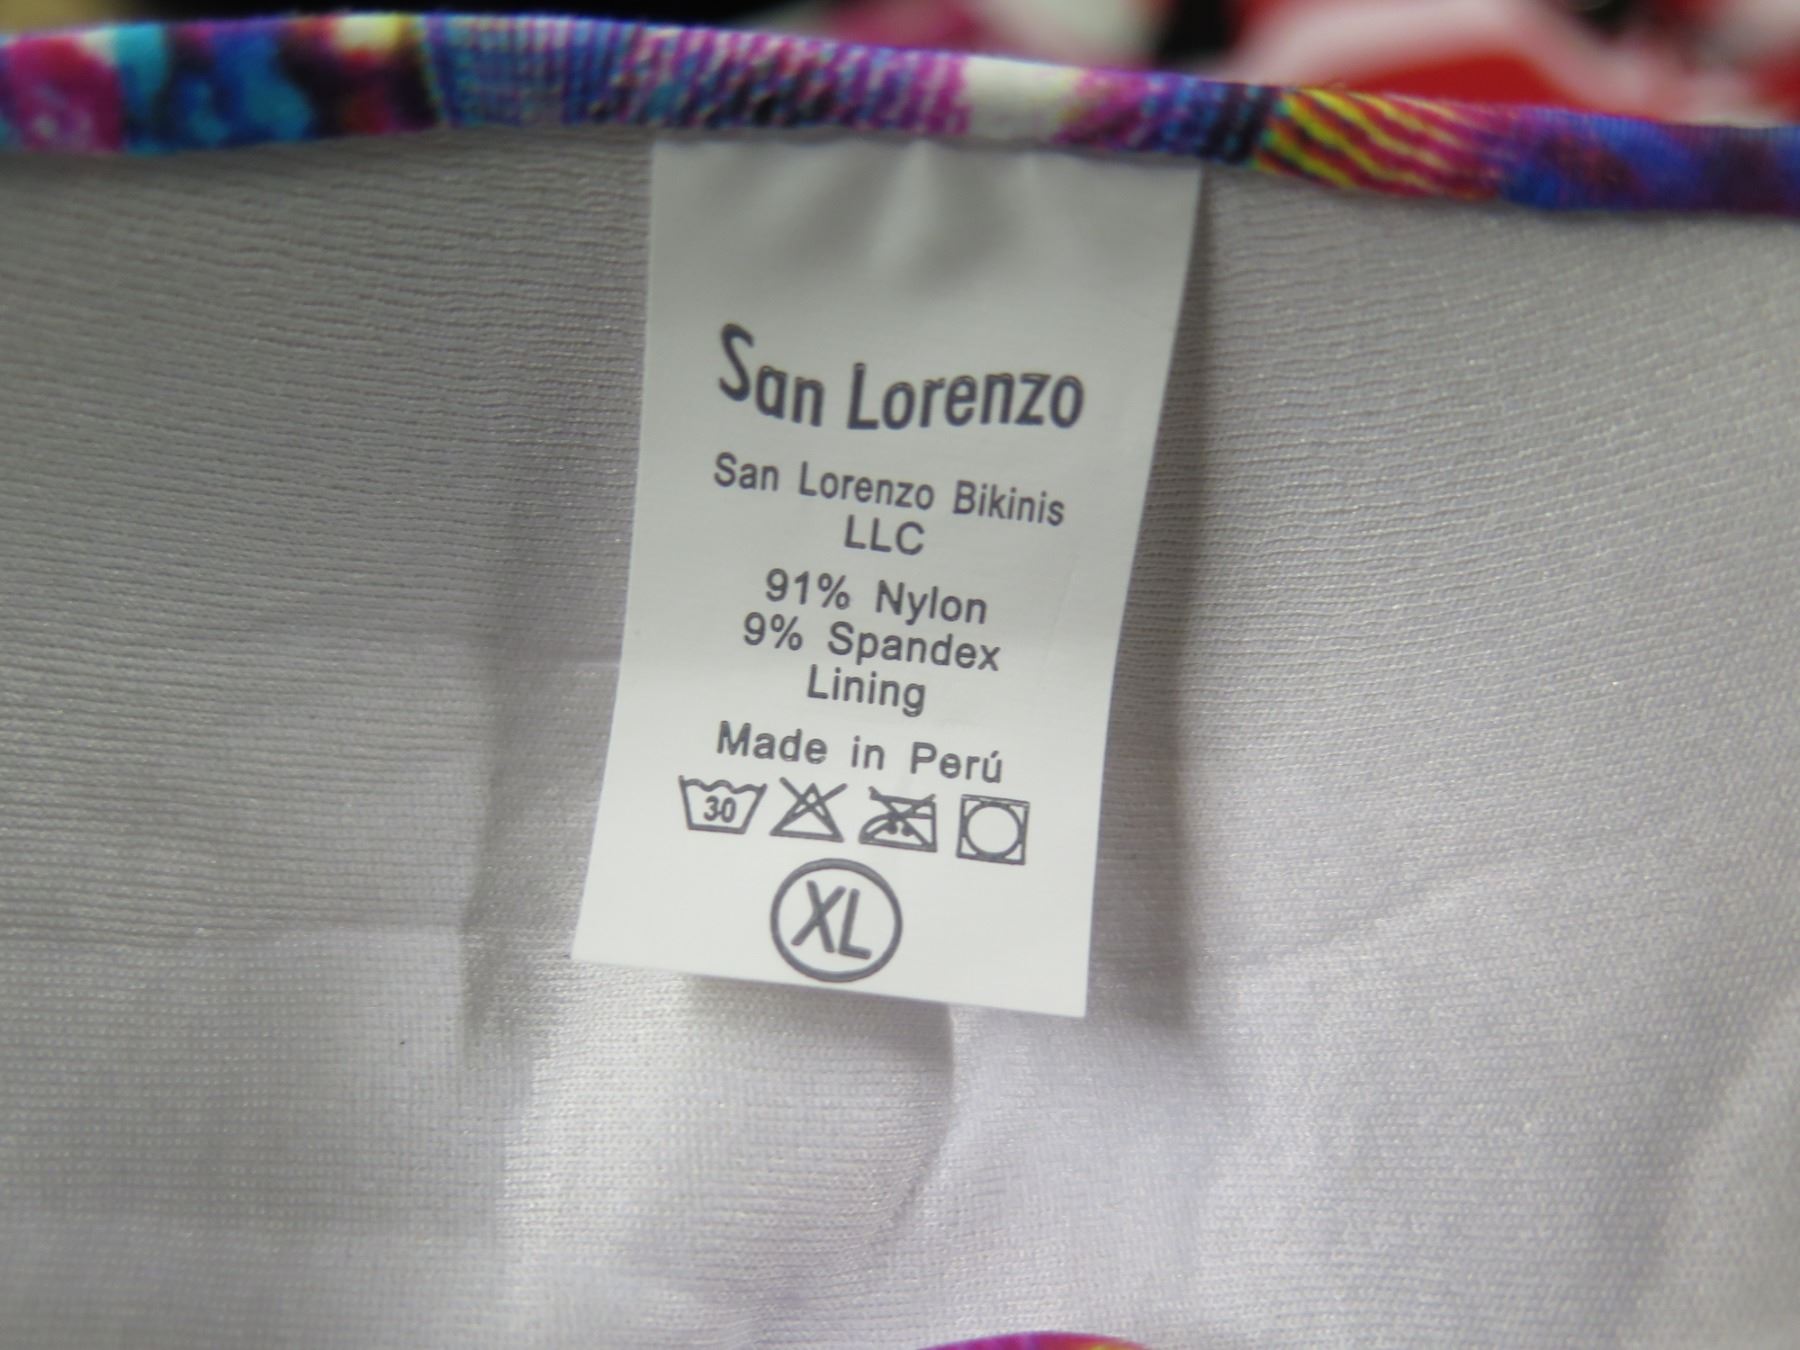 San Lorenzo
San Lorenzo Bikinis
LLC
91% Nylon
9% Spandex
Lining
Made in Perú
30
XL